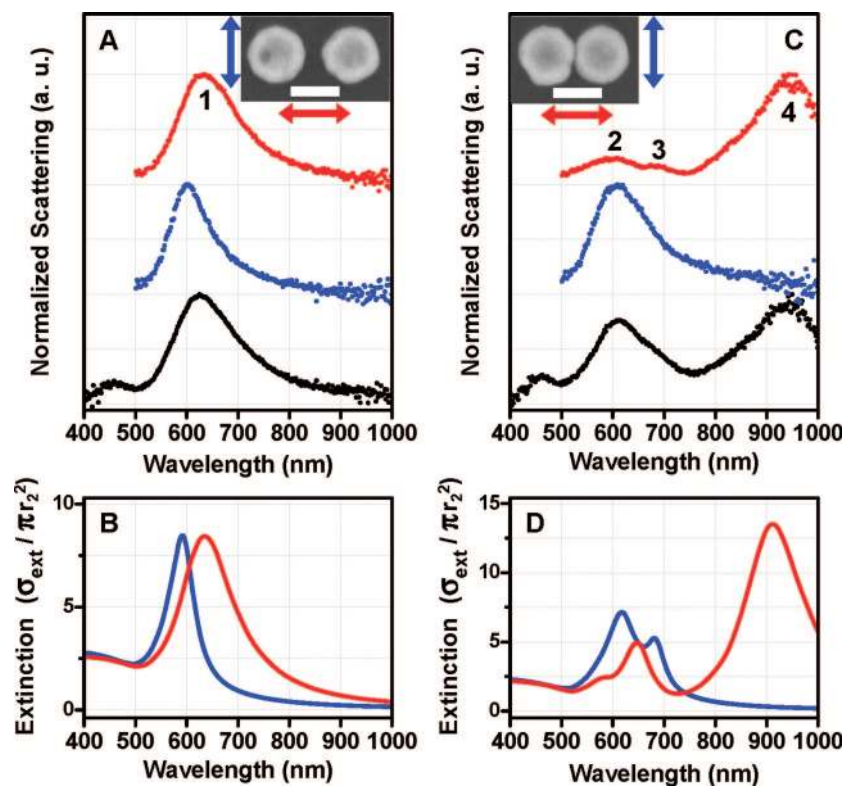 A
C
Normalized Scattering (a. u.)
1
400 500 600 700 800 900 1000
Wavelength (nm)
Normalized Scattering (a. u.)
2 3 4
400 500 600 700 800 900 1000
Wavelength (nm)
B
Extinction (σext / πr₂²)
10
5
0
400 500 600 700 800 900 1000
Wavelength (nm)
D
Extinction (σext / πr₂²)
15
10
5
0
400 500 600 700 800 900 1000
Wavelength (nm)